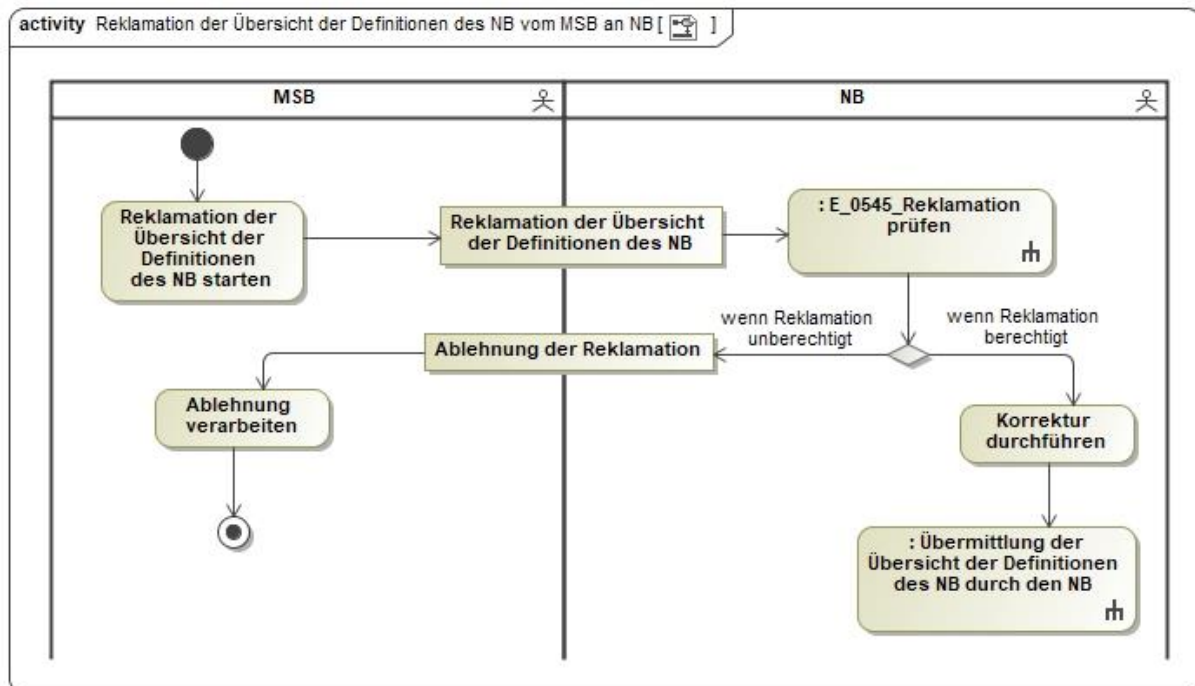 activity Reklamation der Übersicht der Definitionen des NB vom MSB an NB [ ]
MSB
NB
Reklamation der
Übersicht der
Definitionen
des NB starten
Reklamation der Übersicht
der Definitionen des NB
: E_0545_Reklamation
prüfen
wenn Reklamation
unberechtigt
wenn Reklamation
berechtigt
Ablehnung der Reklamation
Ablehnung
verarbeiten
Korrektur
durchführen
: Übermittlung der
Übersicht der Definitionen
des NB durch den NB